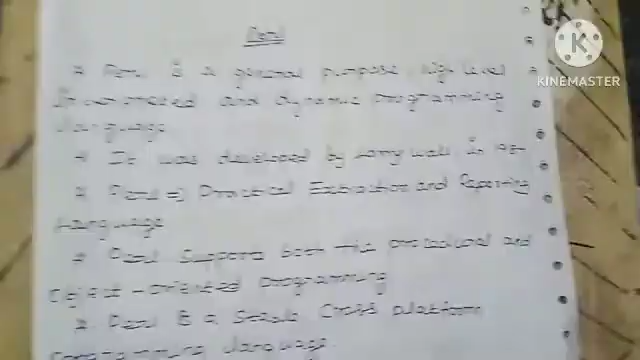 Perl
* Perl is a general purpose, high level
interpreted and dynamic programming
language
* It was developed by Larry Wall in 198
* Perl => Practical Extraction and Reporting
Language
* Perl supports both the procedural and
object-oriented programming
* Perl is a Stable Cross platform
programming language
K
KINEMASTER